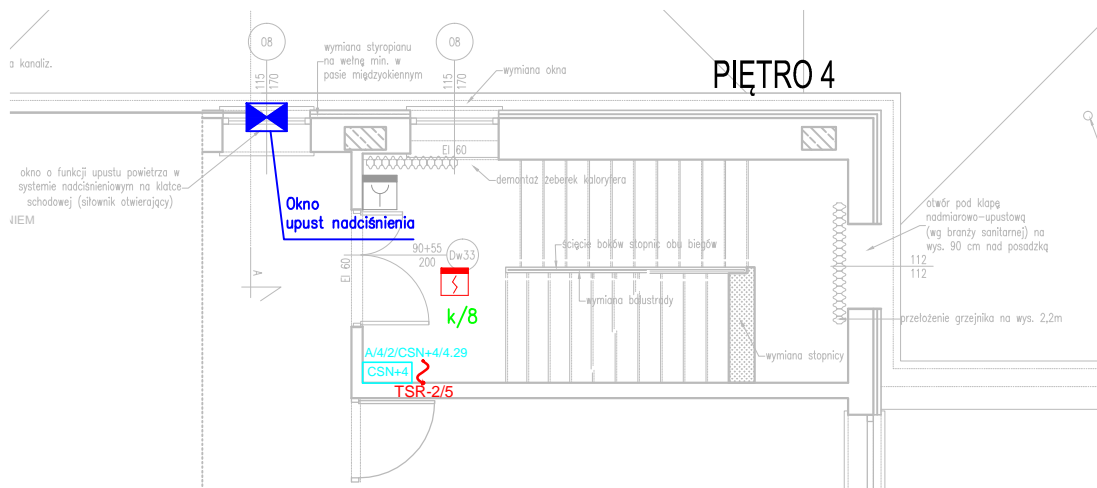 a kanaliz.
08
115
170
wymiana styropianu
na wełnę min. w
pasie międzyokiennym
08
115
170
wymiana okna
PIĘTRO 4
EI 60
okno o funkcji upustu powietrza w
systemie nadciśnieniowym na klatce
schodowej (siłownik otwierający)
NIEM
Okno
upust nadciśnienia
demontaż żeberek kaloryfera
otwór pod klapę
nadmiarowo-upustową
(wg branży sanitarnej) na
wys. 90 cm nad posadzką
112
112
90+55
200
Dw33
EI 60
A
ścięcie boków stopnic obu biegów
wymiana balustrady
k/8
przełożenie grzejnika na wys. 2,2m
wymiana stopnicy
A/4/2/CSN+4/4.29
CSN+4
TSR-2/5